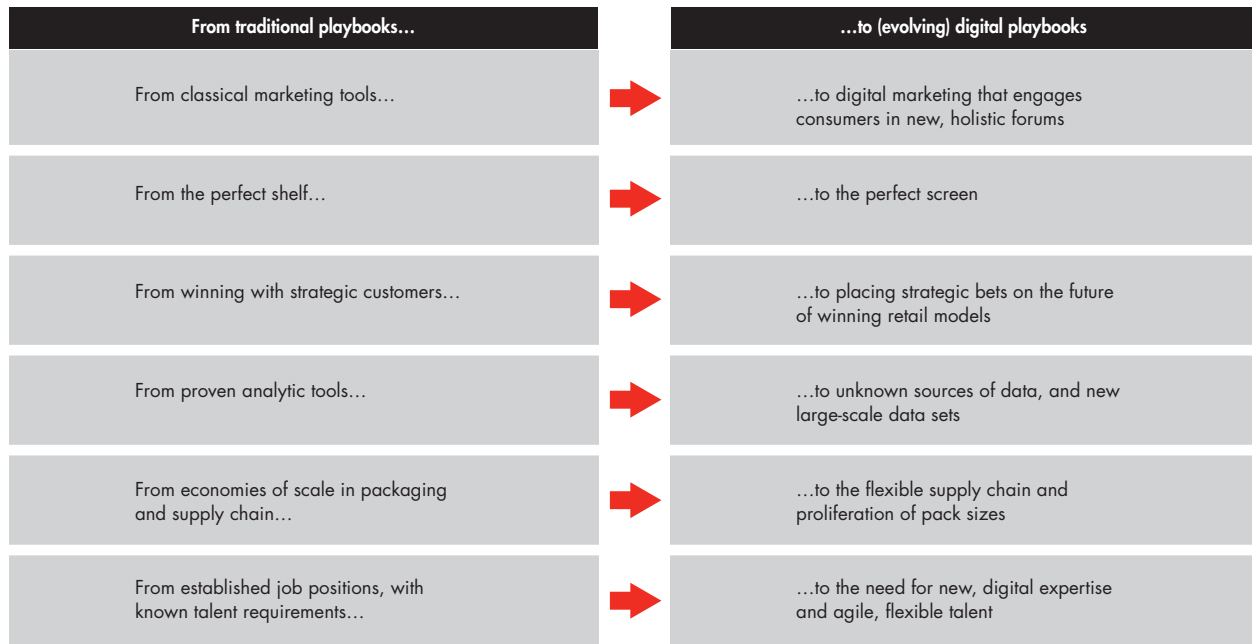 From traditional playbooks…
…to (evolving) digital playbooks
From classical marketing tools…
…to digital marketing that engages
consumers in new, holistic forums
From the perfect shelf…
…to the perfect screen
From winning with strategic customers…
…to placing strategic bets on the future
of winning retail models
From proven analytic tools…
…to unknown sources of data, and new
large-scale data sets
From economies of scale in packaging
and supply chain…
…to the flexible supply chain and
proliferation of pack sizes
From established job positions, with
known talent requirements…
…to the need for new, digital expertise
and agile, flexible talent